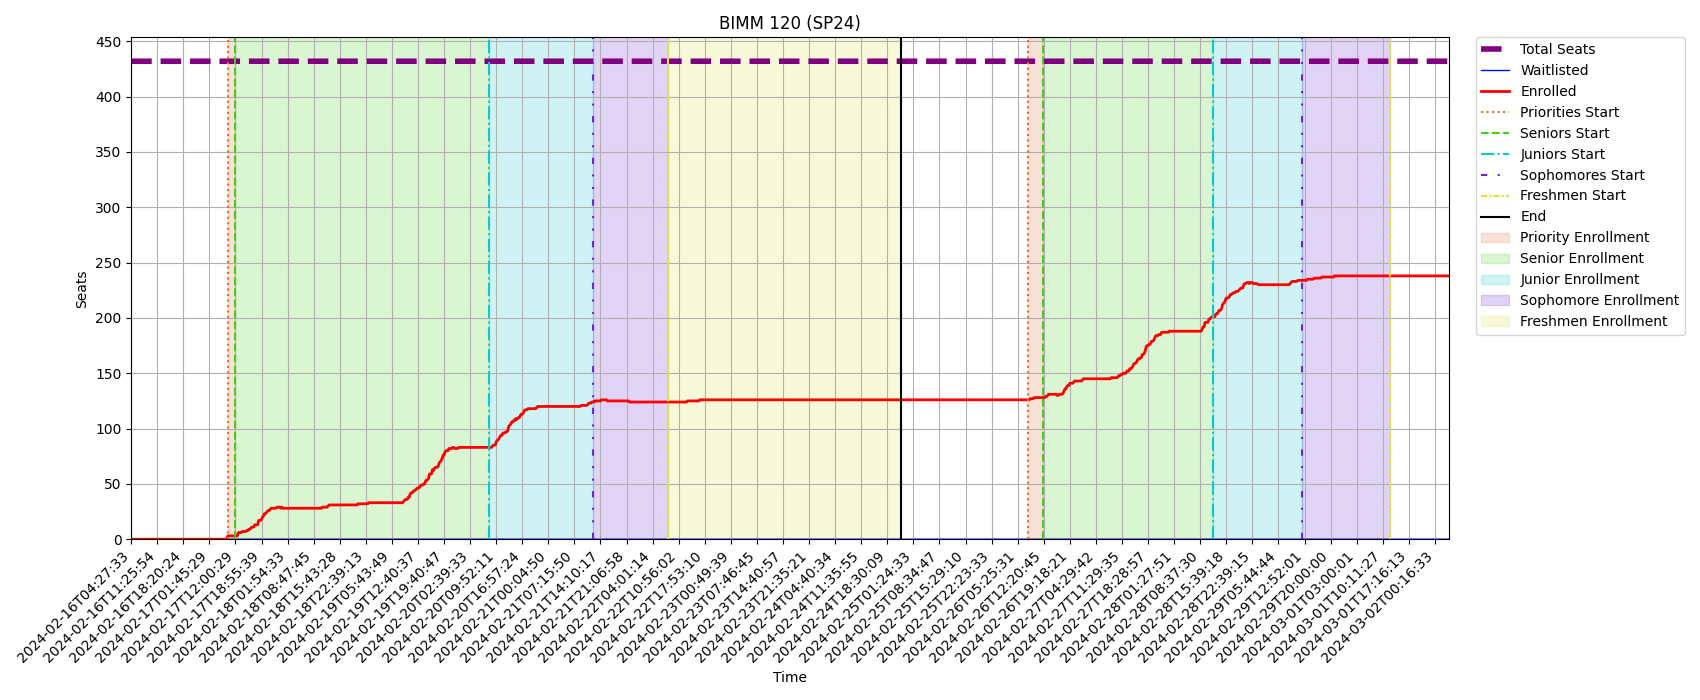 BIMM 120 (SP24)
450
400
350
300
250
200
150
100
50
0
Seats
2024-02-16T04:27:33
2024-02-16T11:25:54
2024-02-16T18:20:24
2024-02-17T01:45:29
2024-02-17T12:00:29
2024-02-17T18:55:39
2024-02-18T01:54:33
2024-02-18T08:47:45
2024-02-18T15:43:28
2024-02-18T22:39:13
2024-02-19T05:43:49
2024-02-19T12:40:37
2024-02-19T19:40:47
2024-02-20T02:39:33
2024-02-20T09:52:11
2024-02-20T16:57:24
2024-02-21T00:04:50
2024-02-21T07:15:50
2024-02-21T14:10:17
2024-02-21T21:06:58
2024-02-22T04:01:14
2024-02-22T10:56:02
2024-02-22T17:53:10
2024-02-23T00:49:39
2024-02-23T07:46:45
2024-02-23T14:40:57
2024-02-23T21:35:21
2024-02-24T04:40:34
2024-02-24T11:35:55
2024-02-24T18:30:09
2024-02-25T01:24:33
2024-02-25T08:34:47
2024-02-25T15:29:10
2024-02-25T22:23:33
2024-02-26T05:25:31
2024-02-26T12:20:45
2024-02-26T19:18:21
2024-02-27T04:29:42
2024-02-27T11:29:35
2024-02-27T18:28:57
2024-02-28T01:27:51
2024-02-28T08:37:30
2024-02-28T15:39:18
2024-02-28T22:39:15
2024-02-29T05:44:44
2024-02-29T12:52:01
2024-02-29T20:00:00
2024-03-01T03:00:01
2024-03-01T10:11:27
2024-03-01T17:16:13
2024-03-02T00:16:33
Time
Total Seats
Waitlisted
Enrolled
Priorities Start
Seniors Start
Juniors Start
Sophomores Start
Freshmen Start
End
Priority Enrollment
Senior Enrollment
Junior Enrollment
Sophomore Enrollment
Freshmen Enrollment